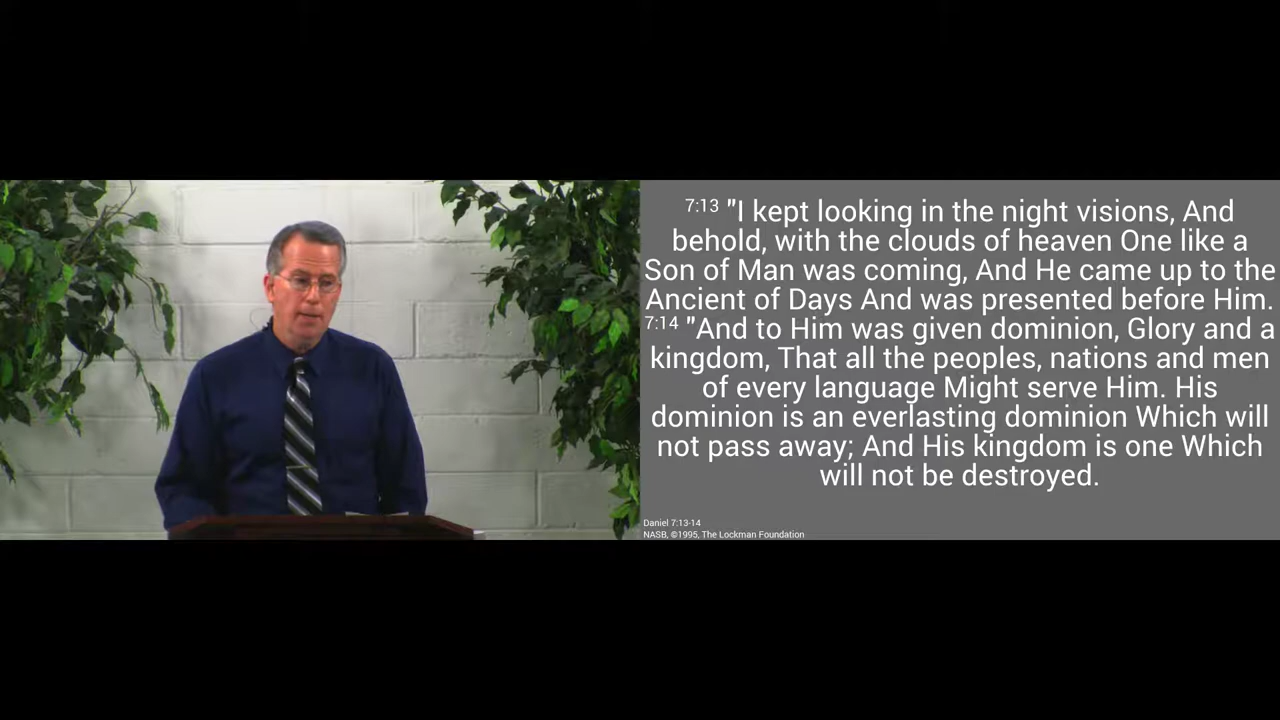 7:13 "I kept looking in the night visions, And
behold, with the clouds of heaven One like a
Son of Man was coming, And He came up to the
Ancient of Days And was presented before Him.
7:14 "And to Him was given dominion, Glory and a
kingdom, That all the peoples, nations and men
of every language Might serve Him. His
dominion is an everlasting dominion Which will
not pass away; And His kingdom is one Which
will not be destroyed.
Daniel 7:13-14
NASB, ©1995, The Lockman Foundation